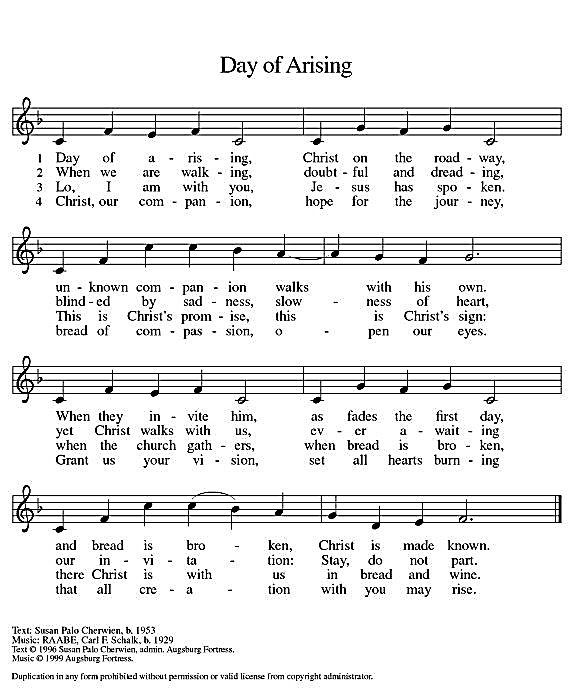 Day of Arising
1 Day of a - ris - ing, Christ on the road - way,
2 When we are walk - ing, doubt - ful and dread - ing,
3 Lo, I am with you, Je - sus has spo - ken.
4 Christ, our com - pan - ion, hope for the jour - ney,
un - known com - pan - ion walks with his own.
blind - ed by sad - ness, slow - ness of heart,
This is Christ's prom - ise, this is Christ's sign:
bread of com - pas - sion, o - pen our eyes.
When they in - vite him, as fades the first day,
yet Christ walks with us, ev - er a - wait - ing
when the church gath - ers, when bread is bro - ken,
Grant us your vi - sion, set all hearts burn - ing
and bread is bro - ken, Christ is made known.
our in - vi - ta - tion: Stay, do not part.
there Christ is with us in bread and wine.
that all cre - a - tion with you may rise.
Text: Susan Palo Cherwien, b. 1953
Music: RAABE, Carl F. Schalk, b. 1929
Text © 1996 Susan Palo Cherwien, admin. Augsburg Fortress.
Music © 1999 Augsburg Fortress.
Duplication in any form prohibited without permission or valid license from copyright administrator.